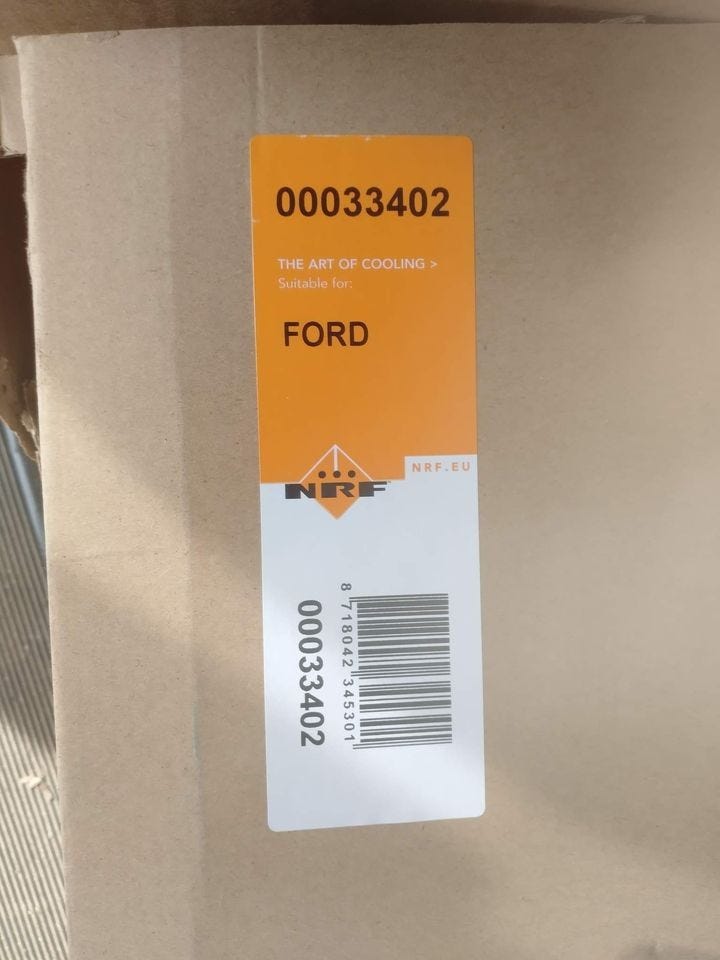 00033402
THE ART OF COOLING >
Suitable for:
FORD
NRF.EU
NRF
8 718042 345301
00033402